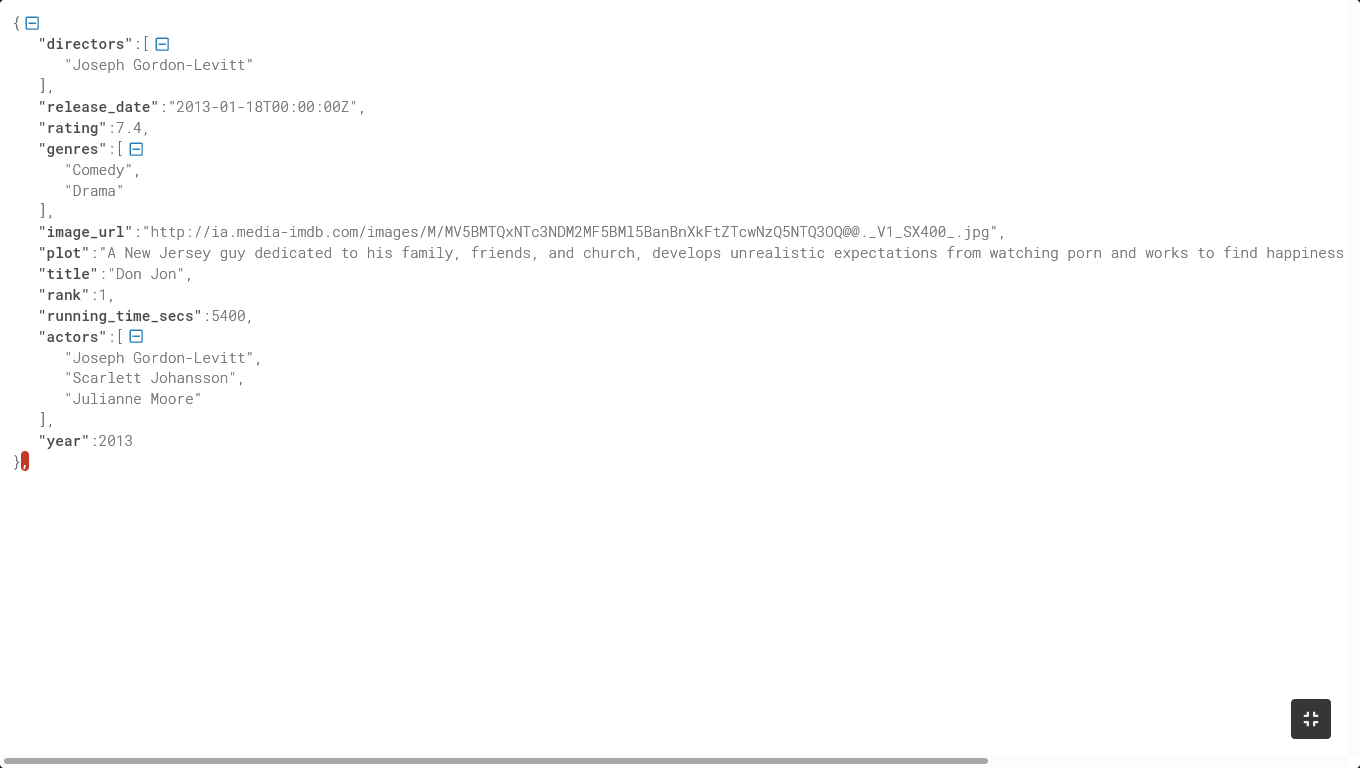 {
"directors":[
"Joseph Gordon-Levitt"
],
"release_date":"2013-01-18T00:00:00Z",
"rating":7.4,
"genres":[
"Comedy",
"Drama"
],
"image_url":"http://ia.media-imdb.com/images/M/MV5BMTQxNTc3NDM2MF5BMl5BanBnXkFtZTcwNzQ5NTQ3OQ@@._V1_SX400_.jpg",
"plot":"A New Jersey guy dedicated to his family, friends, and church, develops unrealistic expectations from watching porn and works to find happiness
"title":"Don Jon",
"rank":1,
"running_time_secs":5400,
"actors":[
"Joseph Gordon-Levitt",
"Scarlett Johansson",
"Julianne Moore"
],
"year":2013
},